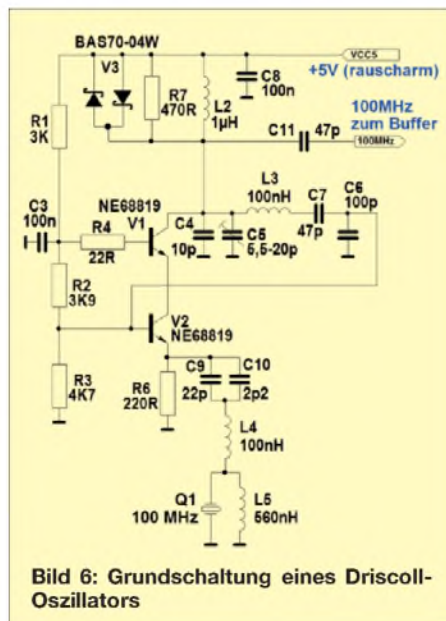 BAS70-04W
V3
VCC5
+5V (rauscharm)
C8
100n
R7
470R
L2
1µH
R1
3K
100MHz
zum Buffer
C11
47p
100MHz
L3
100nH
C7
47p
C6
100p
C3
100n
NE68819
R4
V1
22R
C4
10p
C5
5,5-20p
R2
3K9
V2
NE68819
R3
4K7
R6
220R
C9
22p
C10
2p2
L4
100nH
Q1
100 MHz
L5
560nH
Bild 6: Grundschaltung eines Driscoll-
Oszillators